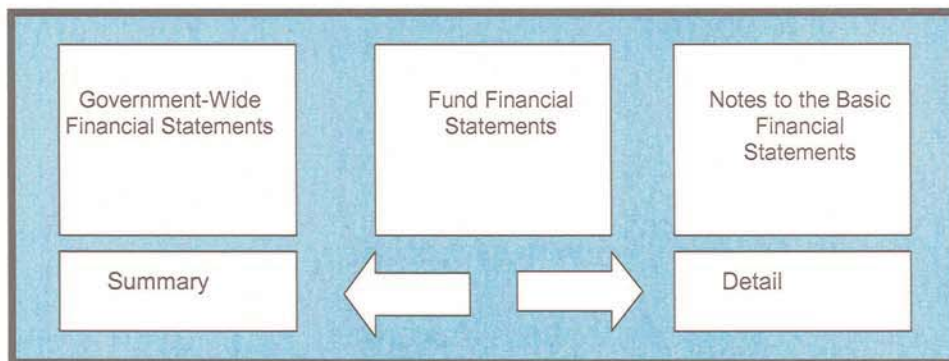 Government-Wide
Financial Statements
Fund Financial
Statements
Notes to the Basic
Financial
Statements
Summary
Detail